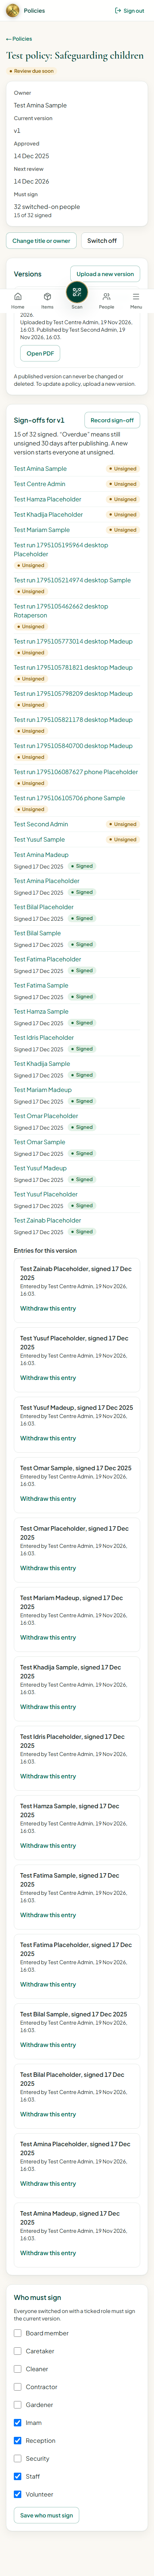 Policies
Sign out
← Policies
Test policy: Safeguarding children
Review due soon
Owner
Test Amina Sample
Current version
v1
Approved
14 Dec 2025
Next review
14 Dec 2026
Must sign
32 switched-on people
15 of 32 signed
Change title or owner
Switch off
Versions
Upload a new version
Home
Items
Scan
People
Menu
2026.
Uploaded by Test Centre Admin, 19 Nov 2026,
16:03. Published by Test Second Admin, 19
Nov 2026, 16:03.
Open PDF
A published version can never be changed or
deleted. To update a policy, upload a new version.
Sign-offs for v1
Record sign-off
15 of 32 signed. “Overdue” means still
unsigned 30 days after publishing. A new
version starts everyone as unsigned.
Test Amina Sample
Unsigned
Test Centre Admin
Unsigned
Test Hamza Placeholder
Unsigned
Test Khadija Placeholder
Unsigned
Test Mariam Sample
Unsigned
Test run 1795105195964 desktop
Placeholder
Unsigned
Test run 1795105214974 desktop Sample
Unsigned
Test run 1795105462662 desktop
Rotaperson
Unsigned
Test run 1795105773014 desktop Madeup
Unsigned
Test run 1795105781821 desktop Madeup
Unsigned
Test run 1795105798209 desktop Madeup
Unsigned
Test run 1795105821178 desktop Madeup
Unsigned
Test run 1795105840700 desktop Madeup
Unsigned
Test run 1795106087627 phone Placeholder
Unsigned
Test run 1795106105706 phone Sample
Unsigned
Test Second Admin
Unsigned
Test Yusuf Sample
Unsigned
Test Amina Madeup
Signed 17 Dec 2025
Signed
Test Amina Placeholder
Signed 17 Dec 2025
Signed
Test Bilal Placeholder
Signed 17 Dec 2025
Signed
Test Bilal Sample
Signed 17 Dec 2025
Signed
Test Fatima Placeholder
Signed 17 Dec 2025
Signed
Test Fatima Sample
Signed 17 Dec 2025
Signed
Test Hamza Sample
Signed 17 Dec 2025
Signed
Test Idris Placeholder
Signed 17 Dec 2025
Signed
Test Khadija Sample
Signed 17 Dec 2025
Signed
Test Mariam Madeup
Signed 17 Dec 2025
Signed
Test Omar Placeholder
Signed 17 Dec 2025
Signed
Test Omar Sample
Signed 17 Dec 2025
Signed
Test Yusuf Madeup
Signed 17 Dec 2025
Signed
Test Yusuf Placeholder
Signed 17 Dec 2025
Signed
Test Zainab Placeholder
Signed 17 Dec 2025
Signed
Entries for this version
Test Zainab Placeholder, signed 17 Dec
2025
Entered by Test Centre Admin, 19 Nov 2026,
16:03.
Withdraw this entry
Test Yusuf Placeholder, signed 17 Dec
2025
Entered by Test Centre Admin, 19 Nov 2026,
16:03.
Withdraw this entry
Test Yusuf Madeup, signed 17 Dec 2025
Entered by Test Centre Admin, 19 Nov 2026,
16:03.
Withdraw this entry
Test Omar Sample, signed 17 Dec 2025
Entered by Test Centre Admin, 19 Nov 2026,
16:03.
Withdraw this entry
Test Omar Placeholder, signed 17 Dec
2025
Entered by Test Centre Admin, 19 Nov 2026,
16:03.
Withdraw this entry
Test Mariam Madeup, signed 17 Dec
2025
Entered by Test Centre Admin, 19 Nov 2026,
16:03.
Withdraw this entry
Test Khadija Sample, signed 17 Dec
2025
Entered by Test Centre Admin, 19 Nov 2026,
16:03.
Withdraw this entry
Test Idris Placeholder, signed 17 Dec
2025
Entered by Test Centre Admin, 19 Nov 2026,
16:03.
Withdraw this entry
Test Hamza Sample, signed 17 Dec
2025
Entered by Test Centre Admin, 19 Nov 2026,
16:03.
Withdraw this entry
Test Fatima Sample, signed 17 Dec
2025
Entered by Test Centre Admin, 19 Nov 2026,
16:03.
Withdraw this entry
Test Fatima Placeholder, signed 17 Dec
2025
Entered by Test Centre Admin, 19 Nov 2026,
16:03.
Withdraw this entry
Test Bilal Sample, signed 17 Dec 2025
Entered by Test Centre Admin, 19 Nov 2026,
16:03.
Withdraw this entry
Test Bilal Placeholder, signed 17 Dec
2025
Entered by Test Centre Admin, 19 Nov 2026,
16:03.
Withdraw this entry
Test Amina Placeholder, signed 17 Dec
2025
Entered by Test Centre Admin, 19 Nov 2026,
16:03.
Withdraw this entry
Test Amina Madeup, signed 17 Dec
2025
Entered by Test Centre Admin, 19 Nov 2026,
16:03.
Withdraw this entry
Who must sign
Everyone switched on with a ticked role must sign
the current version.
Board member
Caretaker
Cleaner
Contractor
Gardener
Imam
Reception
Security
Staff
Volunteer
Save who must sign